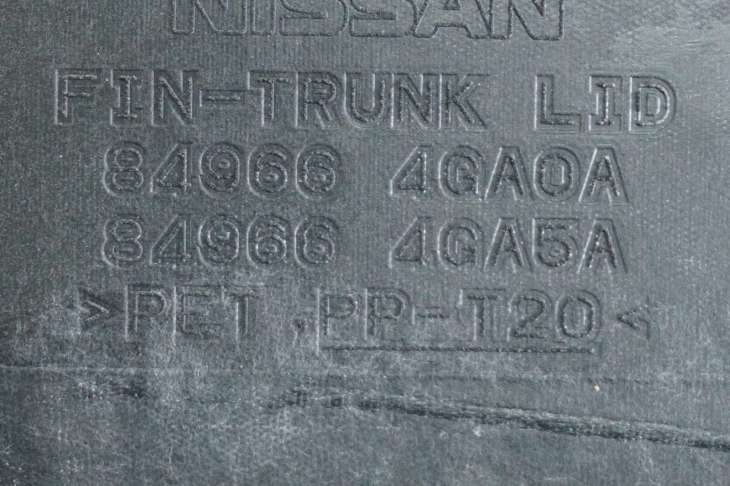 NISSAN
FIN-TRUNK LID
84966 4GA0A
84966 4GA5A
>PET,PP-T20<